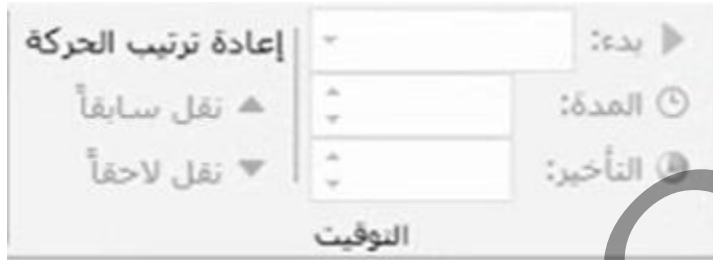 بدء:
المدة:
التأخير:
إعادة ترتيب الحركة
نقل سابقاً
نقل لاحقاً
التوقيت